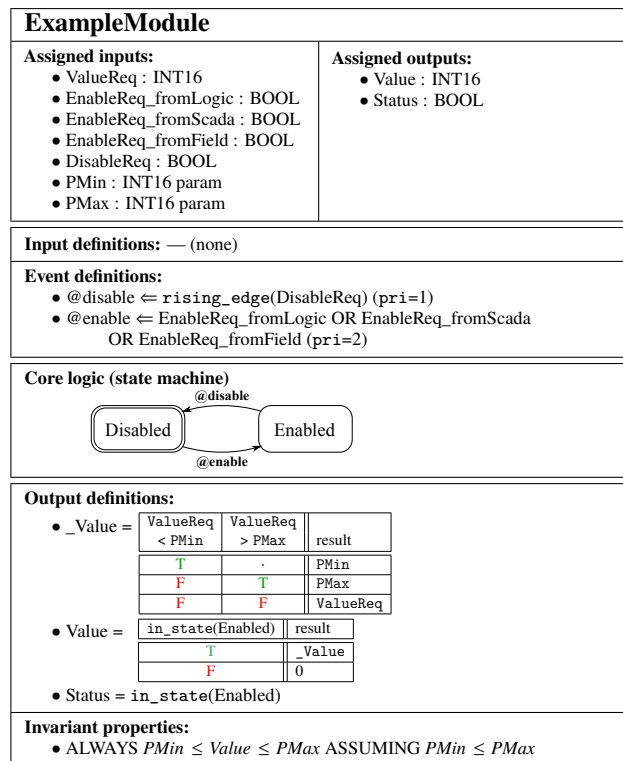 ExampleModule
Assigned inputs:
• ValueReq : INT16
• EnableReq_fromLogic : BOOL
• EnableReq_fromScada : BOOL
• EnableReq_fromField : BOOL
• DisableReq : BOOL
• PMin : INT16 param
• PMax : INT16 param
Assigned outputs:
• Value : INT16
• Status : BOOL
Input definitions: — (none)
Event definitions:
• @disable ⇐ rising_edge(DisableReq) (pri=1)
• @enable ⇐ EnableReq_fromLogic OR EnableReq_fromScada
OR EnableReq_fromField (pri=2)
Core logic (state machine)
@disable
Disabled Enabled
@enable
Output definitions:
• _Value =
ValueReq ValueReq
< PMin > PMax result
T · PMin
F T PMax
F F ValueReq
• Value = in_state(Enabled) result
T _Value
F 0
• Status = in_state(Enabled)
Invariant properties:
• ALWAYS PMin ≤ Value ≤ PMax ASSUMING PMin ≤ PMax